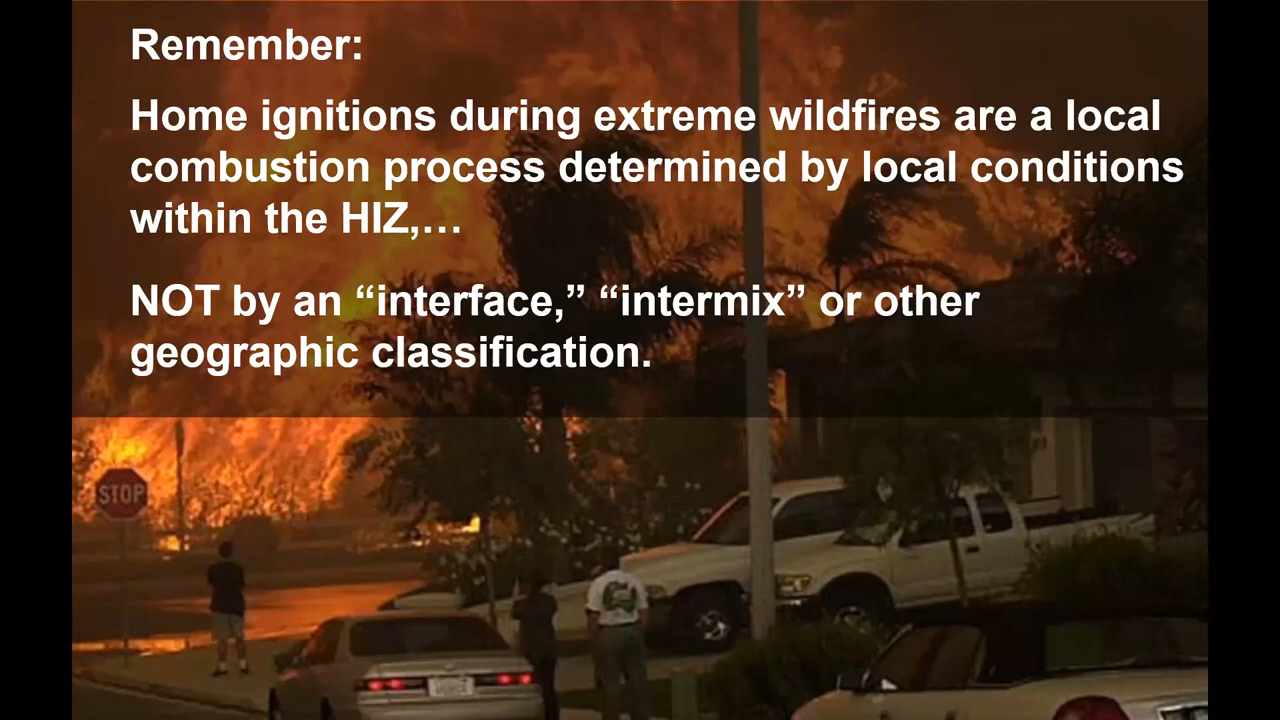 Remember:
Home ignitions during extreme wildfires are a local
combustion process determined by local conditions
within the HIZ,…
NOT by an “interface,” “intermix” or other
geographic classification.
STOP